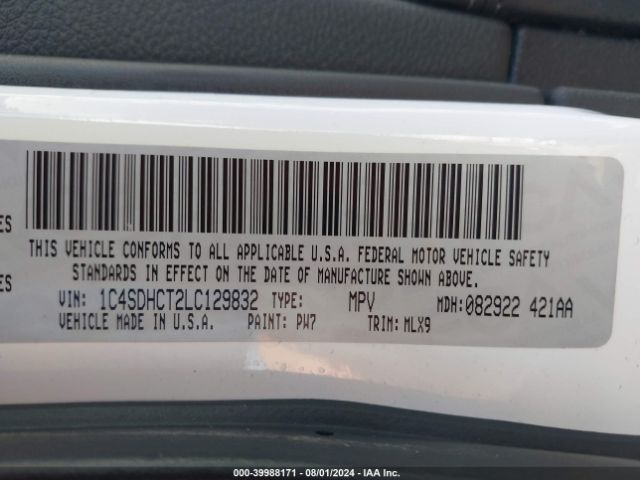 ES
THIS VEHICLE CONFORMS TO ALL APPLICABLE U.S.A. FEDERAL MOTOR VEHICLE SAFETY
STANDARDS IN EFFECT ON THE DATE OF MANUFACTURE SHOWN ABOVE.
ES
VIN: 1C4SDHCT2LC129832 TYPE: MPV MDH:082922 421AA
VEHICLE MADE IN U.S.A. PAINT: PW7 TRIM: MLX9
000-39988171 - 08/01/2024 - IAA Inc.